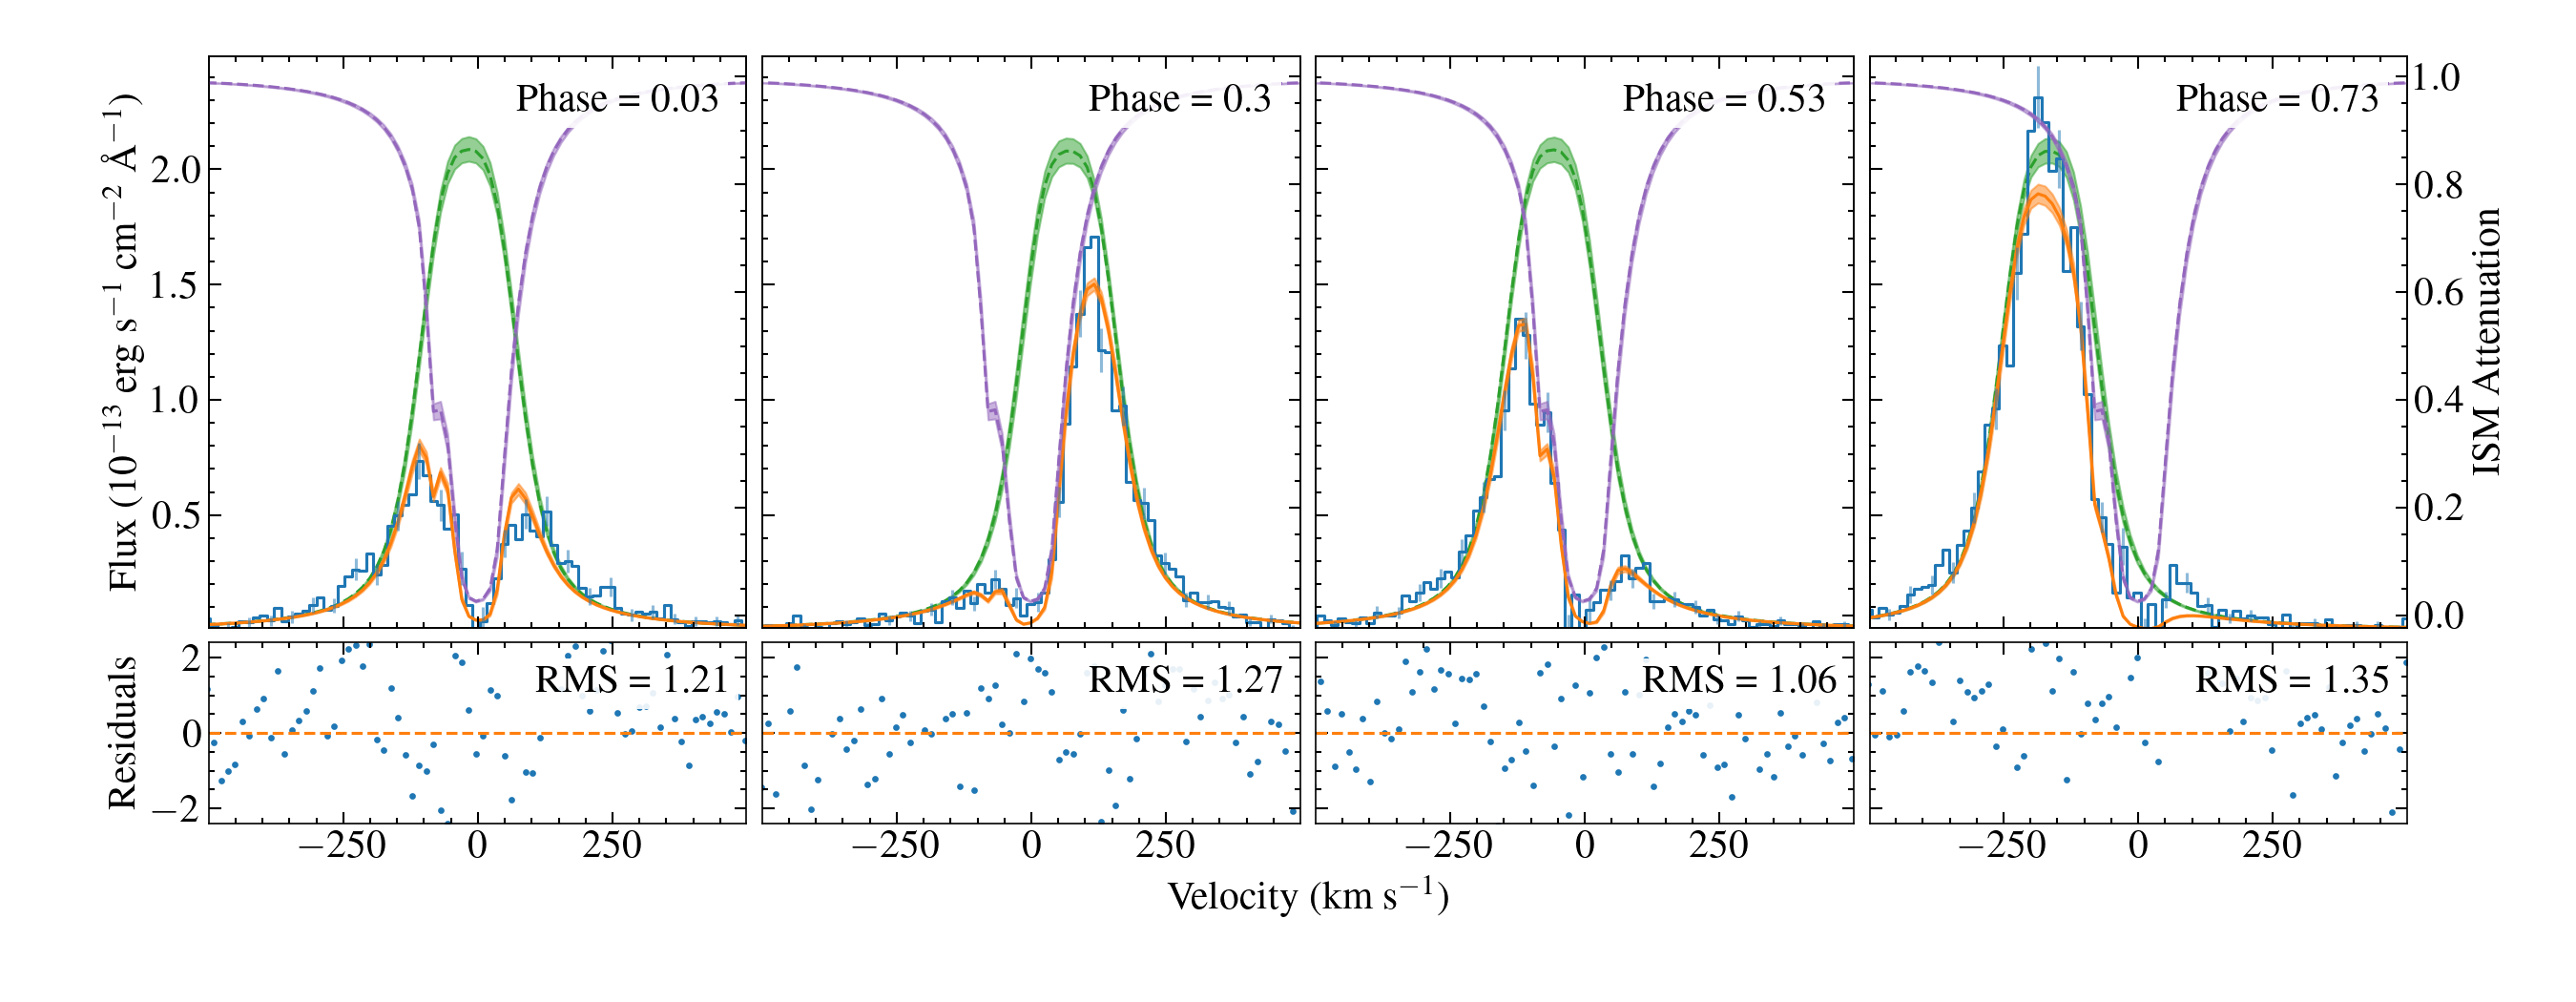 Phase = 0.03
Phase = 0.3
Phase = 0.53
Phase = 0.73
Flux (10⁻¹³ erg s⁻¹ cm⁻² Å⁻¹)
2.0
1.5
1.0
0.5
1.0
0.8
0.6
0.4
0.2
0.0
ISM Attenuation
Residuals
2
0
−2
RMS = 1.21
RMS = 1.27
RMS = 1.06
RMS = 1.35
−250 0 250
−250 0 250
−250 0 250
−250 0 250
Velocity (km s⁻¹)